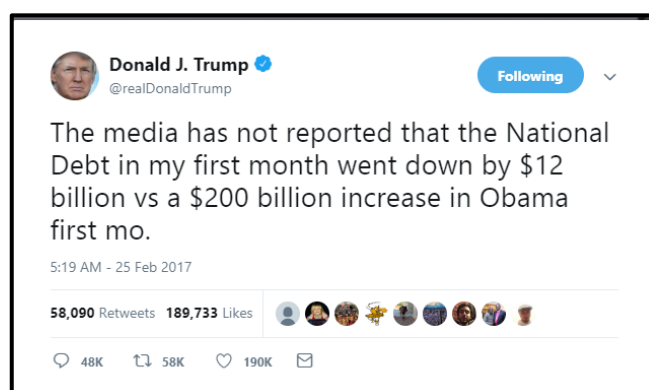 Donald J. Trump
Following
@realDonaldTrump
The media has not reported that the National
Debt in my first month went down by $12
billion vs a $200 billion increase in Obama
first mo.
5:19 AM - 25 Feb 2017
58,090 Retweets 189,733 Likes
48K 58K 190K